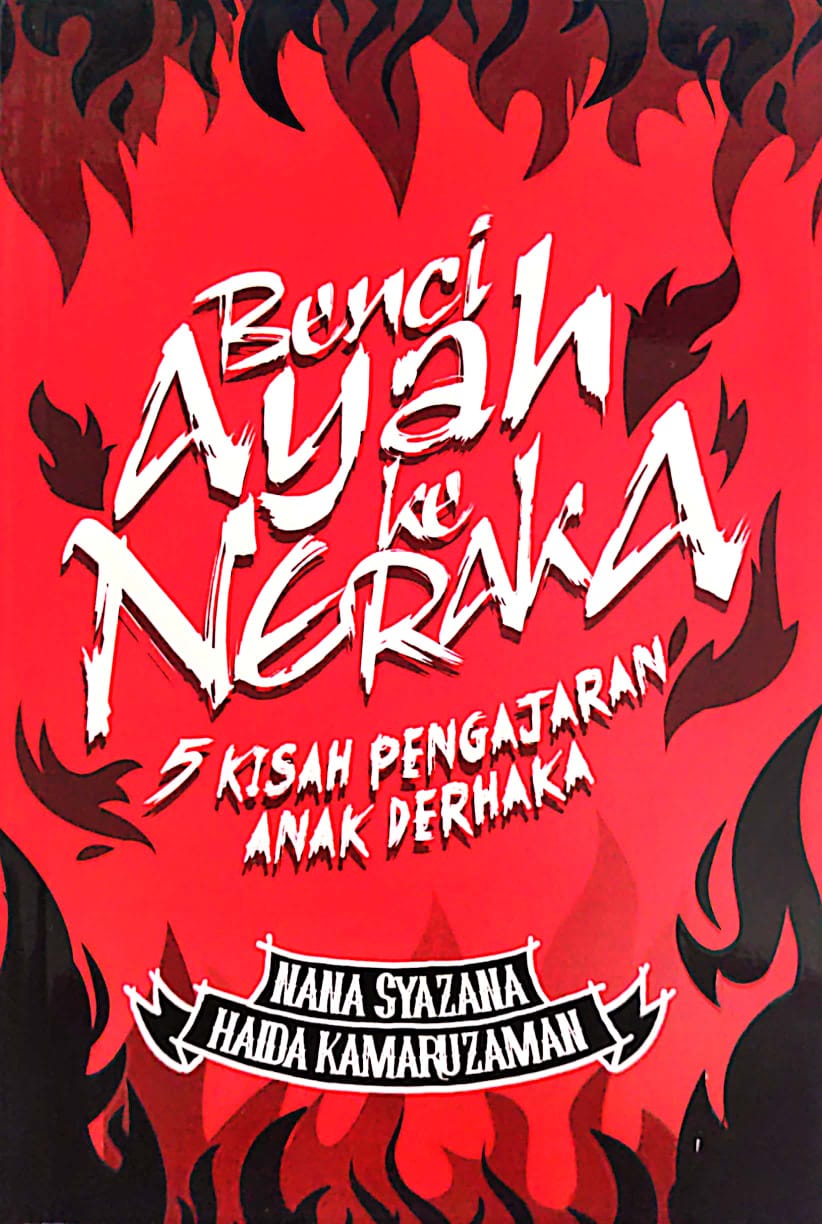 Benci
Ayah
ke
NERAKA
5 KISAH PENGAJARAN
ANAK DERHAKA
NANA SYAZANA
HAIDA KAMARUZAMAN